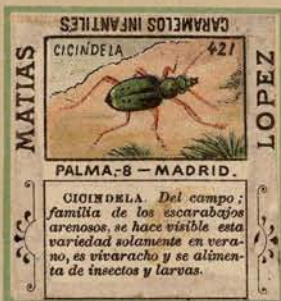 CARAMELOS INFANTILES
MATIAS
LOPEZ
CICINDELA
421
PALMA,-8 — MADRID.
CICINDELA. Del campo;
familia de los escarabajos
arenosos, se hace visible esta
variedad solamente en vera-
no, es vivaracho y se alimen-
ta de insectos y larvas.